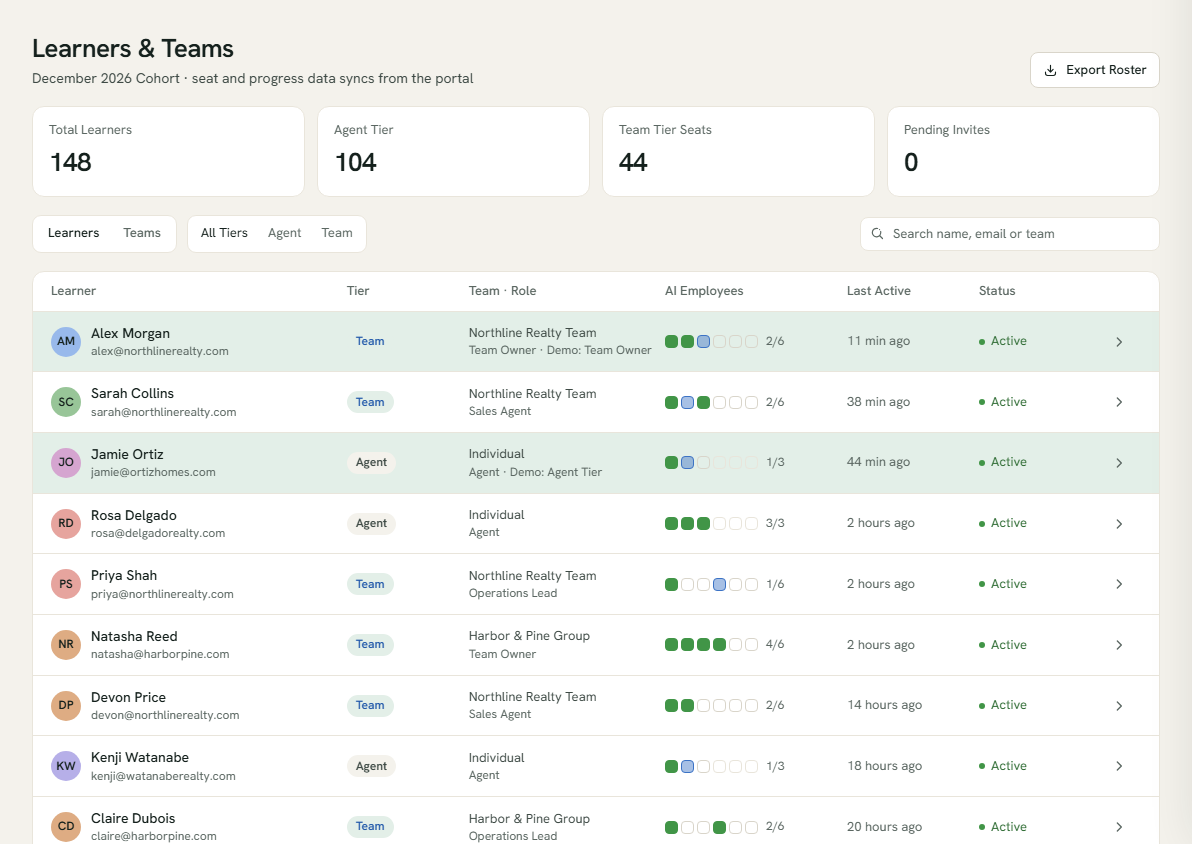 Learners & Teams
December 2026 Cohort · seat and progress data syncs from the portal
Export Roster
Total Learners
148
Agent Tier
104
Team Tier Seats
44
Pending Invites
0
Learners Teams All Tiers Agent Team Search name, email or team
Learner Tier Team · Role AI Employees Last Active Status
AM Alex Morgan
alex@northlinerealty.com
Team
Northline Realty Team
Team Owner · Demo: Team Owner
2/6
11 min ago
Active
SC Sarah Collins
sarah@northlinerealty.com
Team
Northline Realty Team
Sales Agent
2/6
38 min ago
Active
JO Jamie Ortiz
jamie@ortizhomes.com
Agent
Individual
Agent · Demo: Agent Tier
1/3
44 min ago
Active
RD Rosa Delgado
rosa@delgadorealty.com
Agent
Individual
Agent
3/3
2 hours ago
Active
PS Priya Shah
priya@northlinerealty.com
Team
Northline Realty Team
Operations Lead
1/6
2 hours ago
Active
NR Natasha Reed
natasha@harborpine.com
Team
Harbor & Pine Group
Team Owner
4/6
2 hours ago
Active
DP Devon Price
devon@northlinerealty.com
Team
Northline Realty Team
Sales Agent
2/6
14 hours ago
Active
KW Kenji Watanabe
kenji@watanaberealty.com
Agent
Individual
Agent
1/3
18 hours ago
Active
CD Claire Dubois
claire@harborpine.com
Team
Harbor & Pine Group
Operations Lead
2/6
20 hours ago
Active